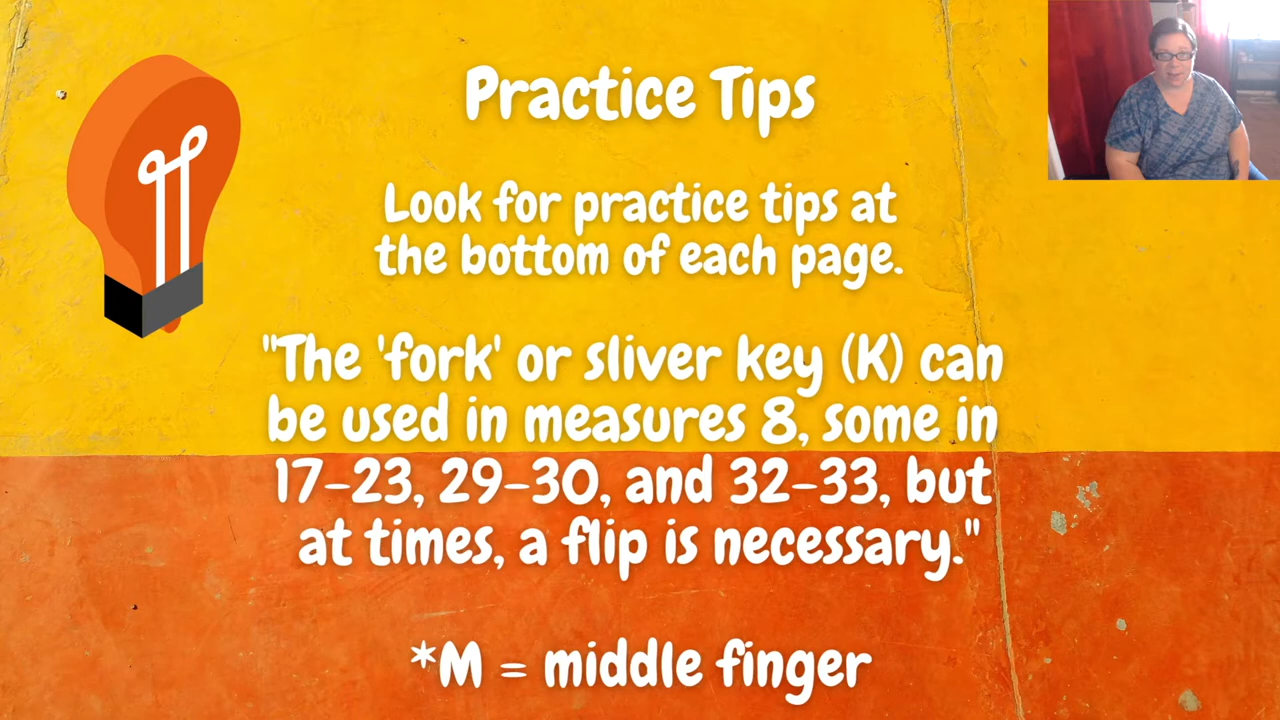 Practice Tips
Look for practice tips at
the bottom of each page.
"The 'fork' or sliver key (K) can
be used in measures 8, some in
17-23, 29-30, and 32-33, but
at times, a flip is necessary."
*M = middle finger